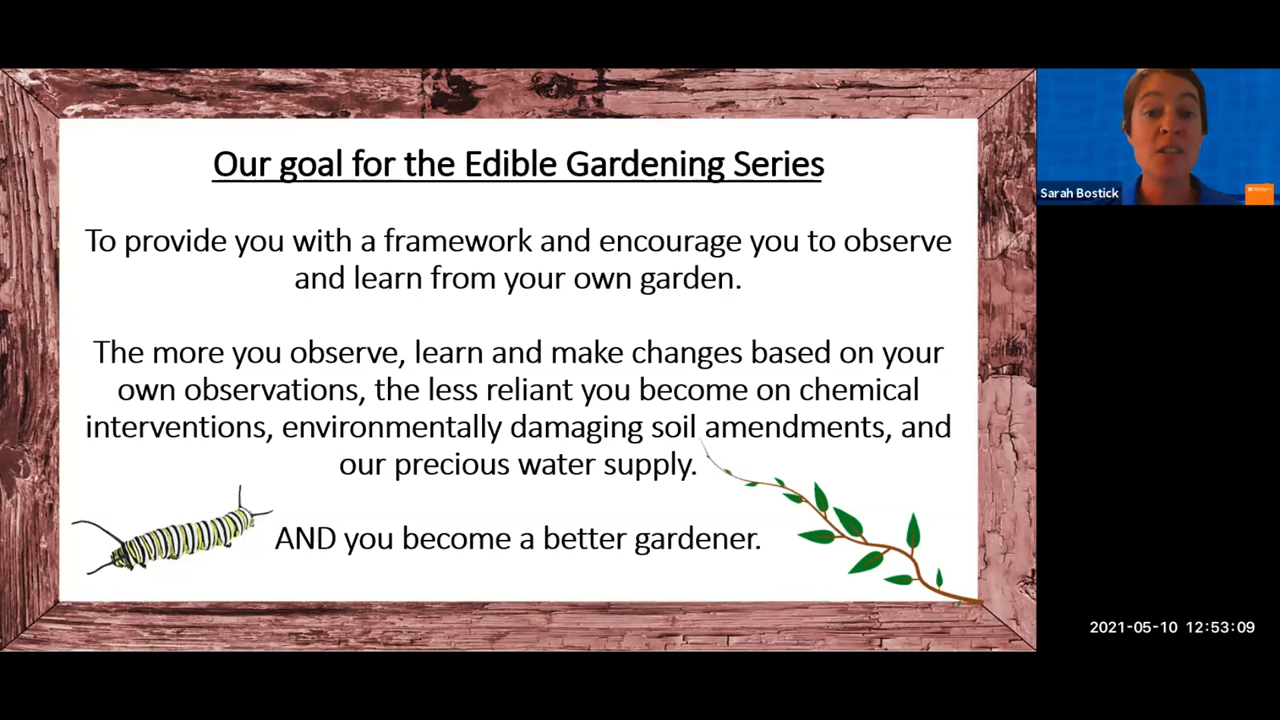 Our goal for the Edible Gardening Series
To provide you with a framework and encourage you to observe
and learn from your own garden.
The more you observe, learn and make changes based on your
own observations, the less reliant you become on chemical
interventions, environmentally damaging soil amendments, and
our precious water supply.
AND you become a better gardener.
Sarah Bostick
2021-05-10 12:53:09